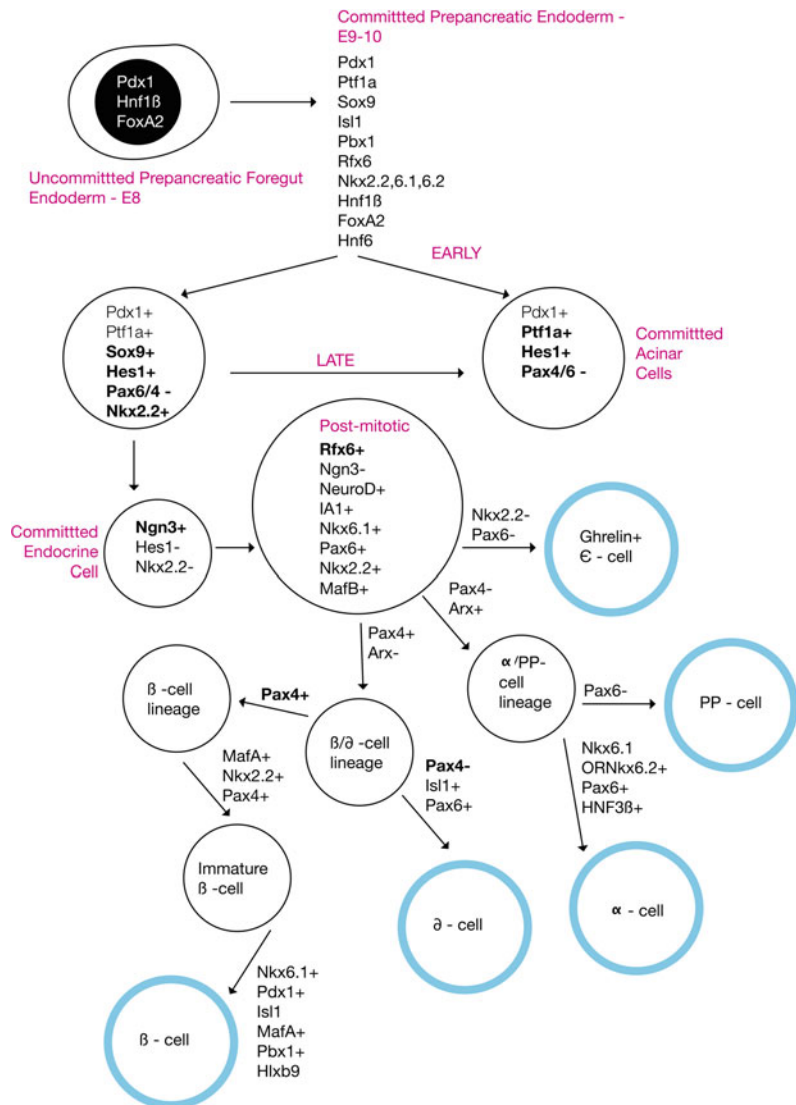 Committted Prepancreatic Endoderm -
E9-10
Pdx1
Ptf1a
Sox9
Isl1
Pbx1
Rfx6
Nkx2.2,6.1,6.2
Hnf1ß
FoxA2
Hnf6
Pdx1
Hnf1ß
FoxA2
Uncommittted Prepancreatic Foregut
Endoderm - E8
EARLY
Pdx1+
Ptf1a+
Sox9+
Hes1+
Pax6/4 -
Nkx2.2+
LATE
Pdx1+
Ptf1a+
Hes1+
Pax4/6 -
Committted
Acinar
Cells
Post-mitotic
Rfx6+
Ngn3-
NeuroD+
IA1+
Nkx6.1+
Pax6+
Nkx2.2+
MafB+
Committted
Endocrine
Cell
Ngn3+
Hes1-
Nkx2.2-
Nkx2.2-
Pax6-
Ghrelin+
Є - cell
Pax4-
Arx+
Pax4+
Arx-
α/PP-
cell
lineage
Pax6-
PP - cell
ß -cell
lineage
Pax4+
ß/∂ -cell
lineage
MafA+
Nkx2.2+
Pax4+
Pax4-
Isl1+
Pax6+
Nkx6.1
ORNkx6.2+
Pax6+
HNF3ß+
Immature
ß -cell
∂ - cell
α - cell
Nkx6.1+
Pdx1+
Isl1
MafA+
Pbx1+
Hlxb9
ß - cell